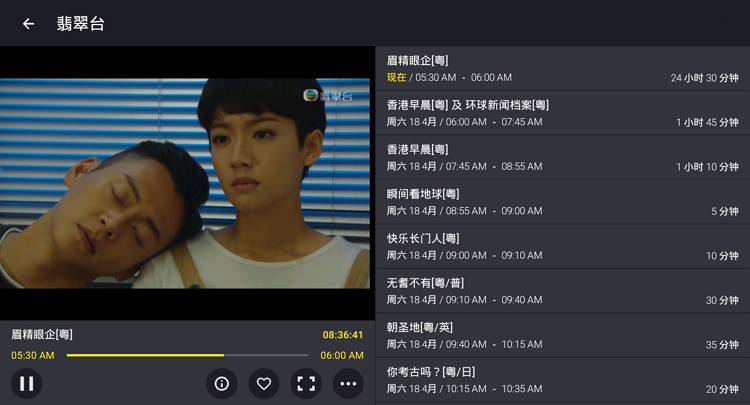 翡翠台
翡翠台
眉精眼企[粤]
08:36:41
05:30 AM
06:00 AM
眉精眼企[粤]
现在 / 05:30 AM - 06:00 AM
24 小时 30 分钟
香港早晨[粤] 及 环球新闻档案[粤]
周六 18 4月 / 06:00 AM - 07:45 AM
1 小时 45 分钟
香港早晨[粤]
周六 18 4月 / 07:45 AM - 08:55 AM
1 小时 10 分钟
瞬间看地球[粤]
周六 18 4月 / 08:55 AM - 09:00 AM
5 分钟
快乐长门人[粤]
周六 18 4月 / 09:00 AM - 09:10 AM
10 分钟
无耆不有[粤/普]
周六 18 4月 / 09:10 AM - 09:40 AM
30 分钟
朝圣地[粤/英]
周六 18 4月 / 09:40 AM - 10:15 AM
35 分钟
你考古吗？[粤/日]
周六 18 4月 / 10:15 AM - 10:35 AM
20 分钟